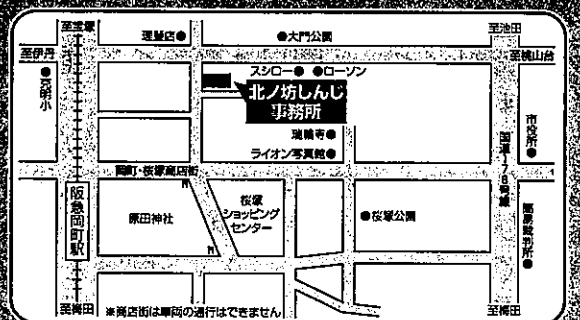 至宝塚
理髪店●
●大門公園
至池田
至伊丹
至桃山台
スシロー● ●ローソン
北ノ坊しんじ
事務所
市役所●
瑞輪寺●
ライオン写真館●
国道176号線
岡町・桜塚商店街
阪急岡町駅
原田神社
桜塚
ショッピング
センター
●桜塚公園
簡易裁判所●
至梅田
※商店街は車両の通行はできません
至梅田